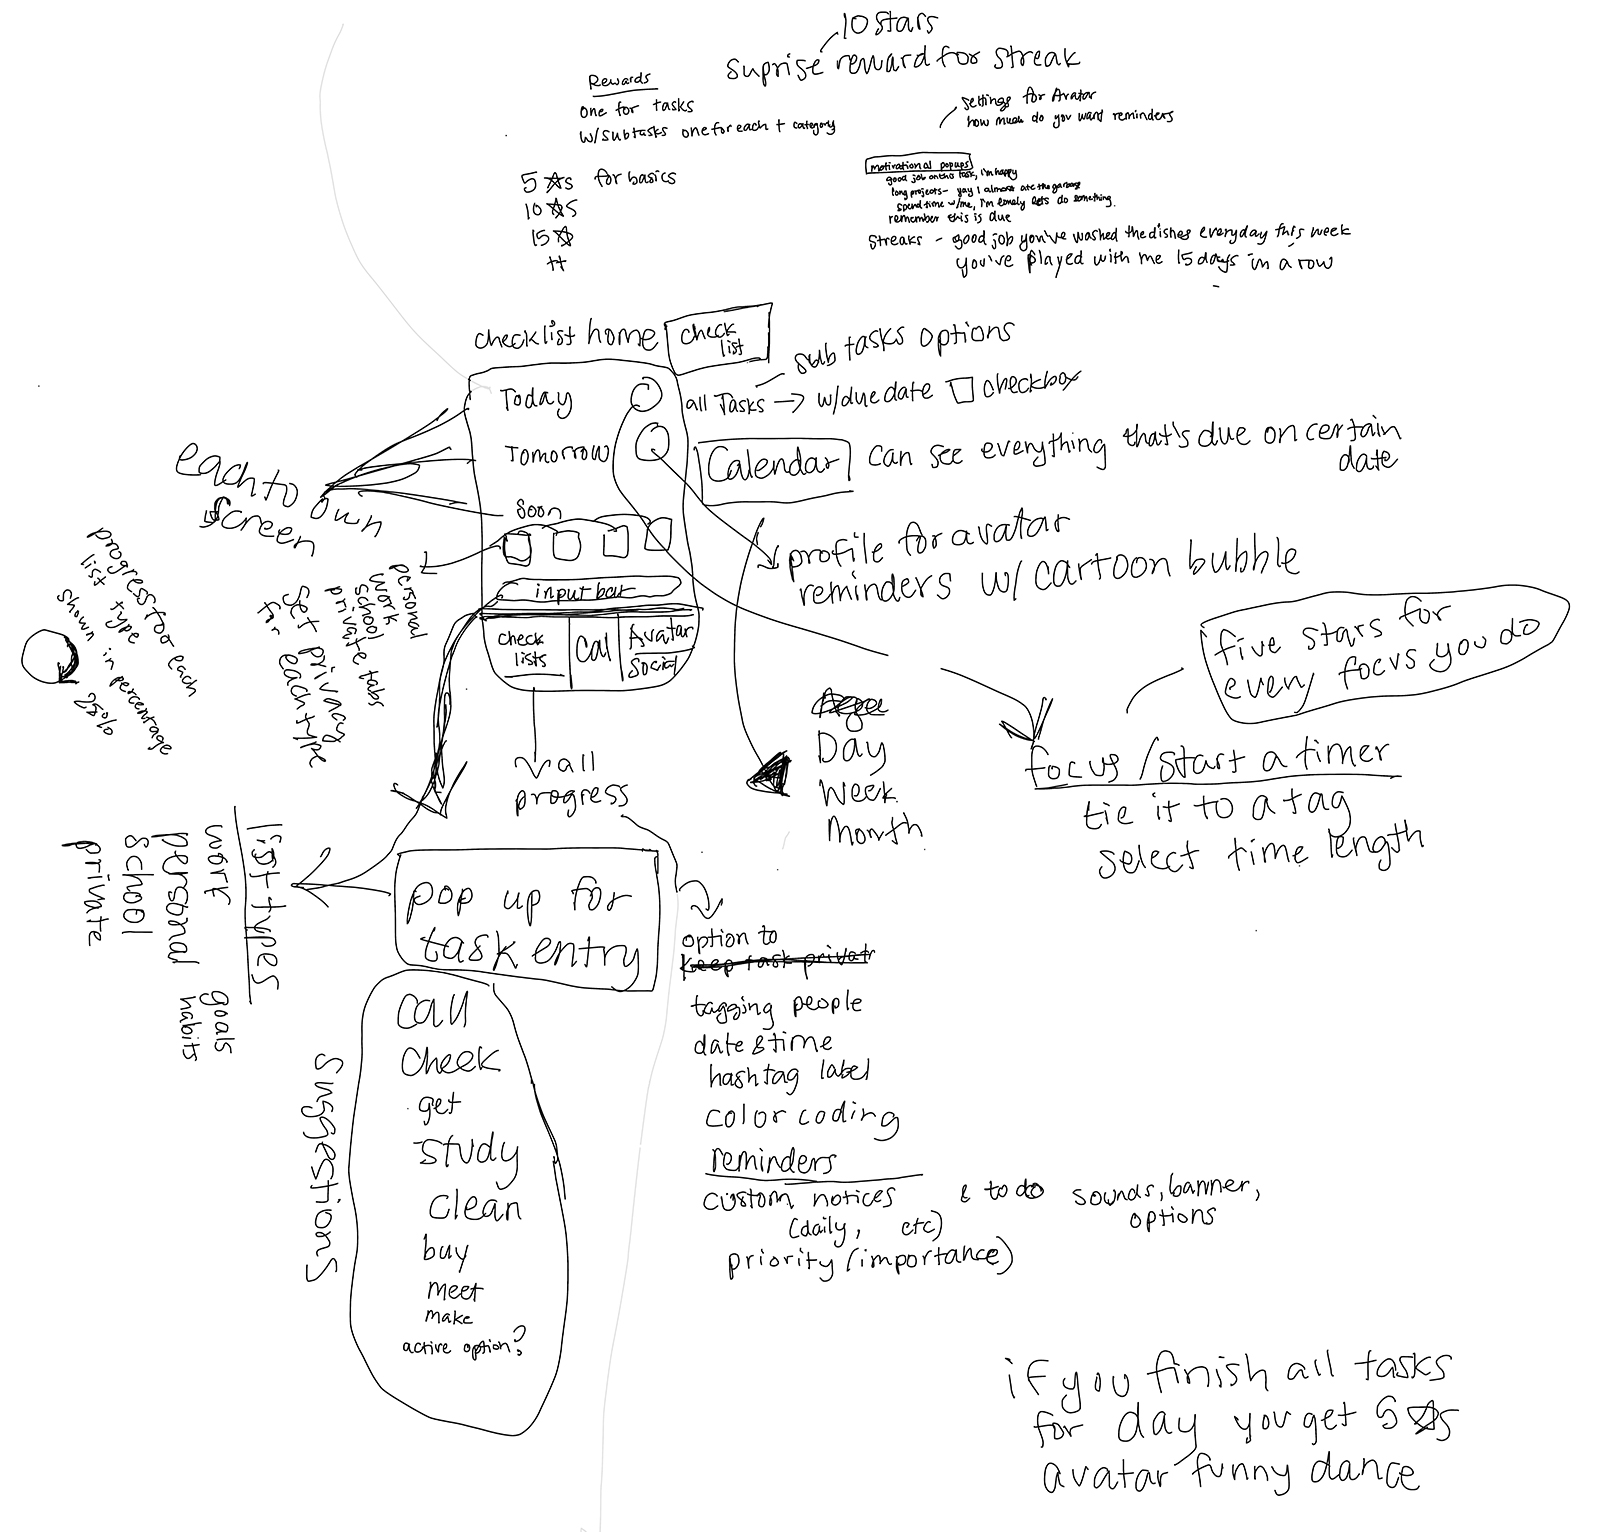 10 stars
suprise reward for streak
Rewards
one for tasks
w/subtasks one for each + category
5 ☆s for basics
10 ☆s
15 ☆
++
settings for Avatar
how much do you want reminders
motivational popups
good job on this task, I'm happy
long projects- yay I almost ate the garbage
spend time w/me, I'm lonely lets do something.
remember this is due
streaks - good job you've washed the dishes everyday this week
you've played with me 15 days in a row
checklist home
check
list
sub tasks options
all Tasks → w/due date ☐ checkbox
Today
Tomorrow
Soon
input bar
check
lists
cal
Avatar
social
Calendar
can see everything that's due on certain
date
each to own
screen
profile for avatar
reminders w/ cartoon bubble
personal
work
school
private tabs
set privacy
for each type
progress for each
list type
shown in percentage
25%
five stars for
every focus you do
focus/start a timer
tie it to a tag
select time length
Day
Week
Month
all
progress
list types
work
personal
school
private
goals
habits
pop up for
task entry
suggestions
call
check
get
study
clean
buy
meet
make
active option?
option to
keep task private
tagging people
date & time
hashtag label
color coding
reminders
custom notices & to do sounds, banner,
options
(daily, etc)
priority (importance)
if you finish all tasks
for day you get 5 ☆s
avatar funny dance